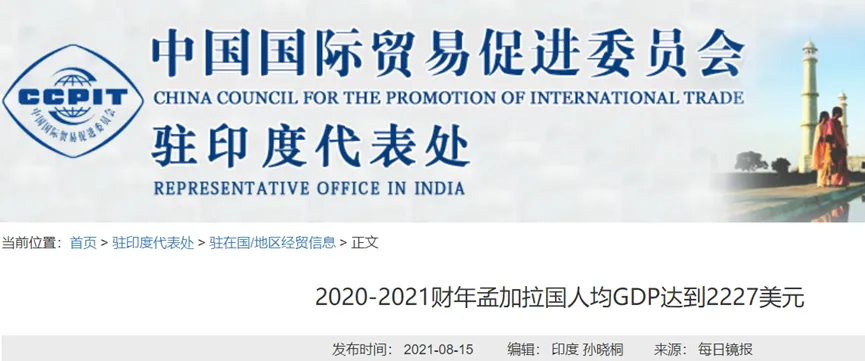 中国国际贸易促进委员会
CCPIT
中国国际贸易促进委员会
CHINA COUNCIL FOR THE PROMOTION OF INTERNATIONAL TRADE
驻印度代表处
REPRESENTATIVE OFFICE IN INDIA
当前位置：首页 > 驻印度代表处 > 驻在国/地区经贸信息 > 正文
2020-2021财年孟加拉国人均GDP达到2227美元
发布时间： 2021-08-15 编辑： 印度 孙晓桐 来源： 每日镜报